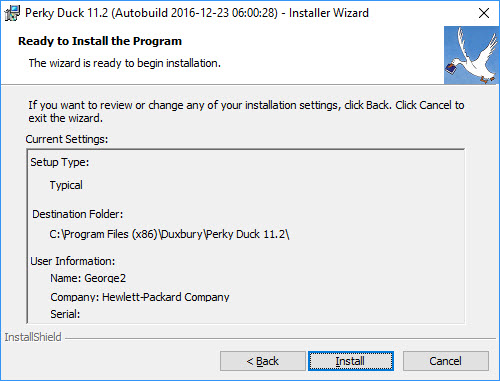 Perky Duck 11.2 (Autobuild 2016-12-23 06:00:28) - Installer Wizard
Ready to Install the Program
The wizard is ready to begin installation.
If you want to review or change any of your installation settings, click Back. Click Cancel to
exit the wizard.
Current Settings:
Setup Type:
Typical
Destination Folder:
C:\Program Files (x86)\Duxbury\Perky Duck 11.2\
User Information:
Name: George2
Company: Hewlett-Packard Company
Serial:
InstallShield
< Back
Install
Cancel